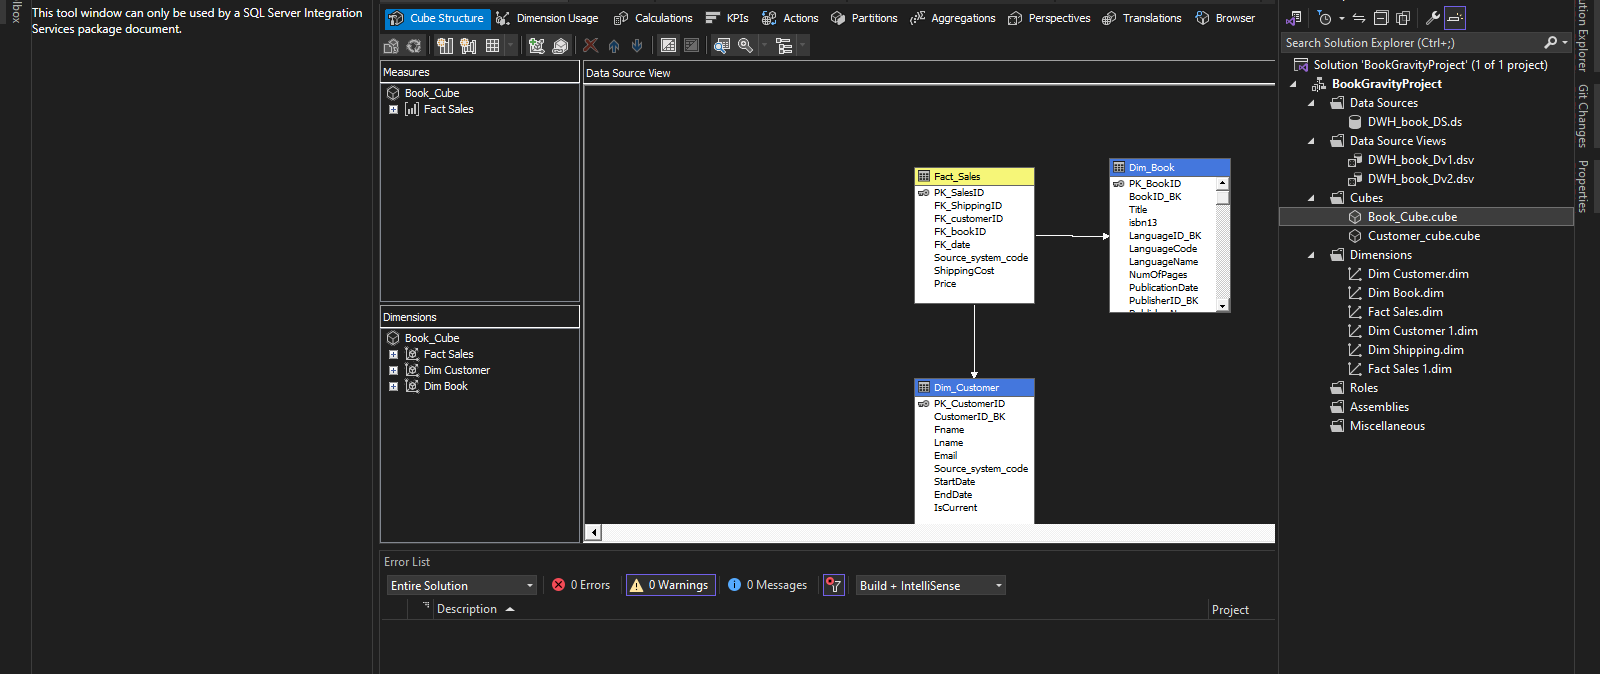 lbox
This tool window can only be used by a SQL Server Integration
Services package document.
Cube Structure
Dimension Usage
Calculations
KPIs
Actions
Partitions
Aggregations
Perspectives
Translations
Browser
Measures
Book_Cube
Fact Sales
Dimensions
Book_Cube
Fact Sales
Dim Customer
Dim Book
Data Source View
Fact_Sales
PK_SalesID
FK_ShippingID
FK_customerID
FK_bookID
FK_date
Source_system_code
ShippingCost
Price
Dim_Book
PK_BookID
BookID_BK
Title
isbn13
LanguageID_BK
LanguageCode
LanguageName
NumOfPages
PublicationDate
PublisherID_BK
Dim_Customer
PK_CustomerID
CustomerID_BK
Fname
Lname
Email
Source_system_code
StartDate
EndDate
IsCurrent
Error List
Entire Solution
0 Errors
0 Warnings
0 Messages
Build + IntelliSense
Description
Project
Search Solution Explorer (Ctrl+;)
Solution 'BookGravityProject' (1 of 1 project)
BookGravityProject
Data Sources
DWH_book_DS.ds
Data Source Views
DWH_book_Dv1.dsv
DWH_book_Dv2.dsv
Cubes
Book_Cube.cube
Customer_cube.cube
Dimensions
Dim Customer.dim
Dim Book.dim
Fact Sales.dim
Dim Customer 1.dim
Dim Shipping.dim
Fact Sales 1.dim
Roles
Assemblies
Miscellaneous
ution Explorer
Git Changes
Properties